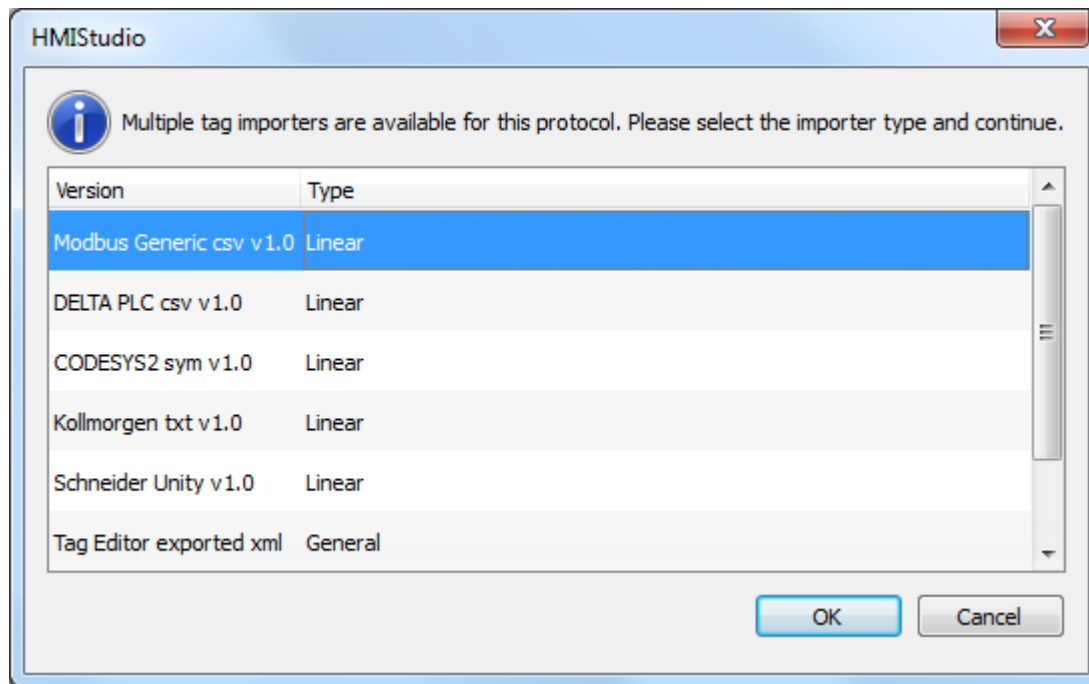 HMIStudio
Multiple tag importers are available for this protocol. Please select the importer type and continue.
Version Type
Modbus Generic csv v1.0 Linear
DELTA PLC csv v1.0 Linear
CODESYS2 sym v1.0 Linear
Kollmorgen txt v1.0 Linear
Schneider Unity v1.0 Linear
Tag Editor exported xml General
OK Cancel